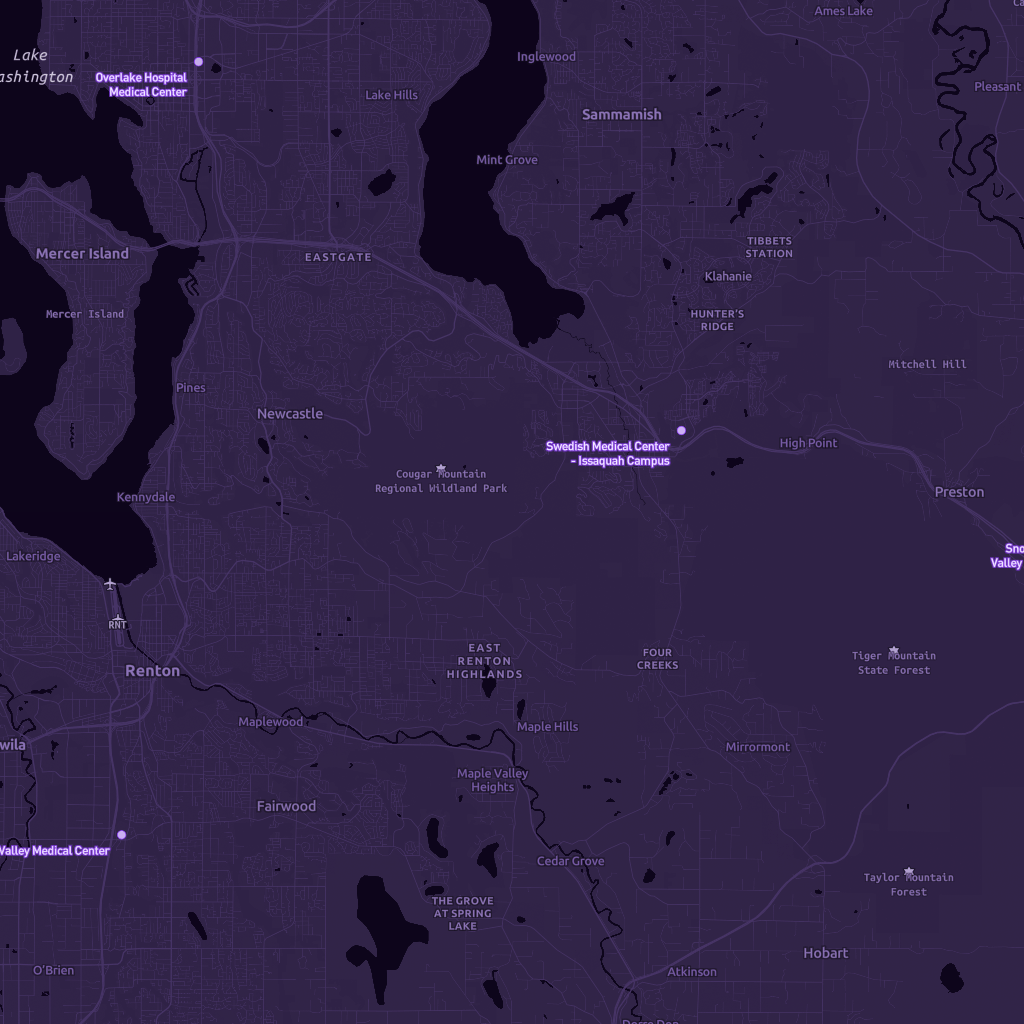 Ames Lake
Lake
ashington
Inglewood
Overlake Hospital
Medical Center
Lake Hills
Pleasant
Sammamish
Mint Grove
Mercer Island
EASTGATE
TIBBETS
STATION
Klahanie
Mercer Island
HUNTER'S
RIDGE
Mitchell Hill
Pines
Newcastle
Swedish Medical Center
- Issaquah Campus
High Point
Cougar Mountain
Regional Wildland Park
Kennydale
Preston
Lakeridge
Sno
Valley
RNT
EAST
RENTON
HIGHLANDS
FOUR
CREEKS
Tiger Mountain
State Forest
Renton
Maplewood
Maple Hills
wila
Mirrormont
Maple Valley
Heights
Fairwood
Valley Medical Center
Cedar Grove
Taylor Mountain
Forest
THE GROVE
AT SPRING
LAKE
Hobart
O'Brien
Atkinson